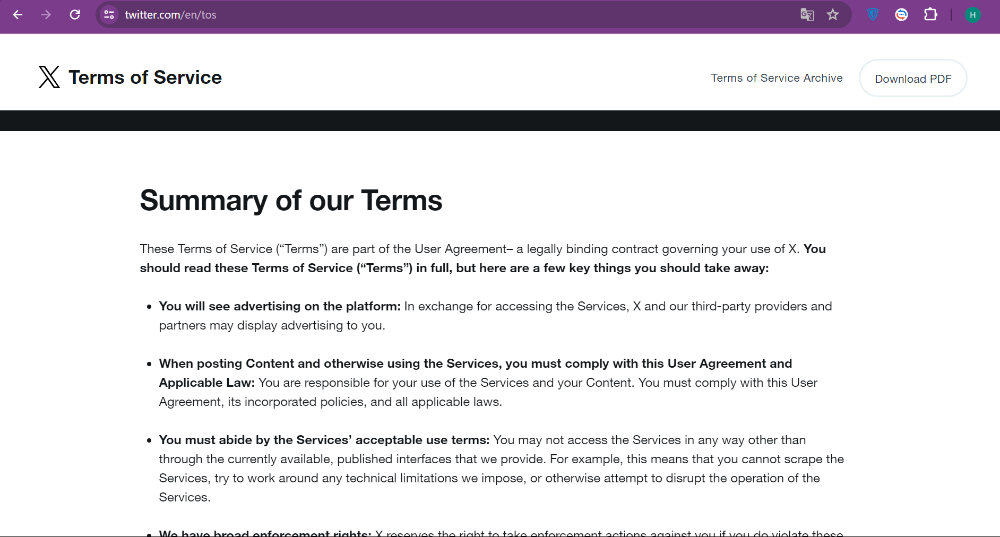 twitter.com/en/tos
H
Terms of Service
Terms of Service Archive
Download PDF
Summary of our Terms
These Terms of Service (“Terms”) are part of the User Agreement– a legally binding contract governing your use of X. You
should read these Terms of Service (“Terms”) in full, but here are a few key things you should take away:
• You will see advertising on the platform: In exchange for accessing the Services, X and our third-party providers and
partners may display advertising to you.
• When posting Content and otherwise using the Services, you must comply with this User Agreement and
Applicable Law: You are responsible for your use of the Services and your Content. You must comply with this User
Agreement, its incorporated policies, and all applicable laws.
• You must abide by the Services’ acceptable use terms: You may not access the Services in any way other than
through the currently available, published interfaces that we provide. For example, this means that you cannot scrape the
Services, try to work around any technical limitations we impose, or otherwise attempt to disrupt the operation of the
Services.
• We have broad enforcement rights: X reserves the right to take enforcement actions against you if you do violate these